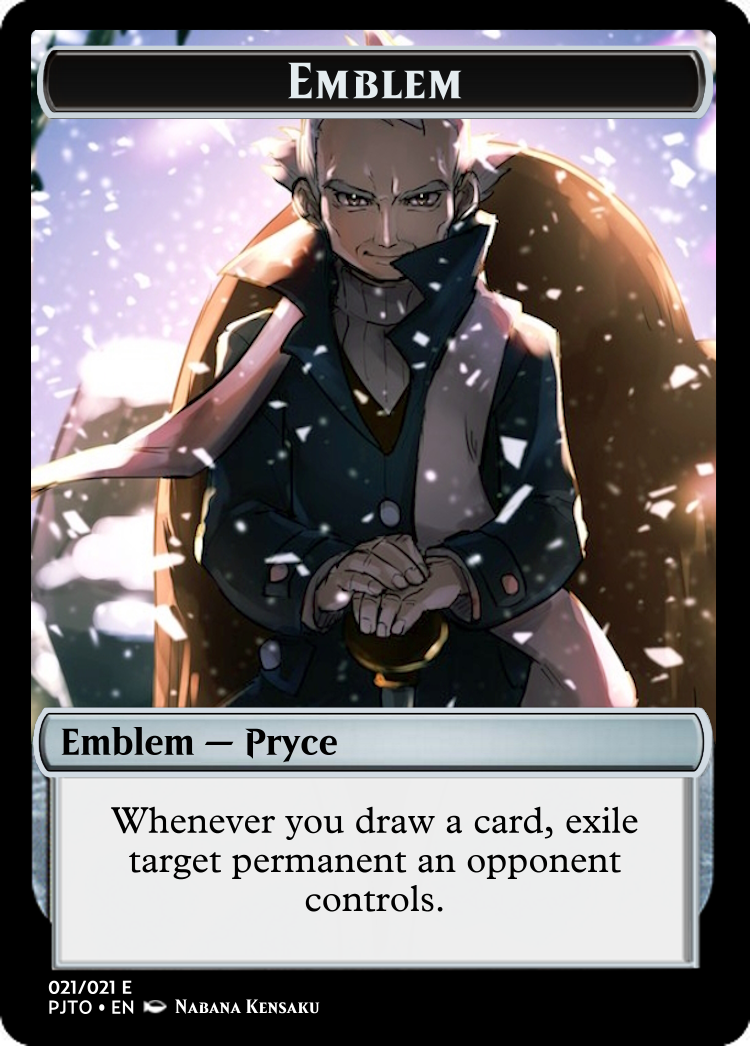 Emblem
Emblem — Pryce
Whenever you draw a card, exile
target permanent an opponent
controls.
021/021 E
PJTO • EN Nabana Kensaku